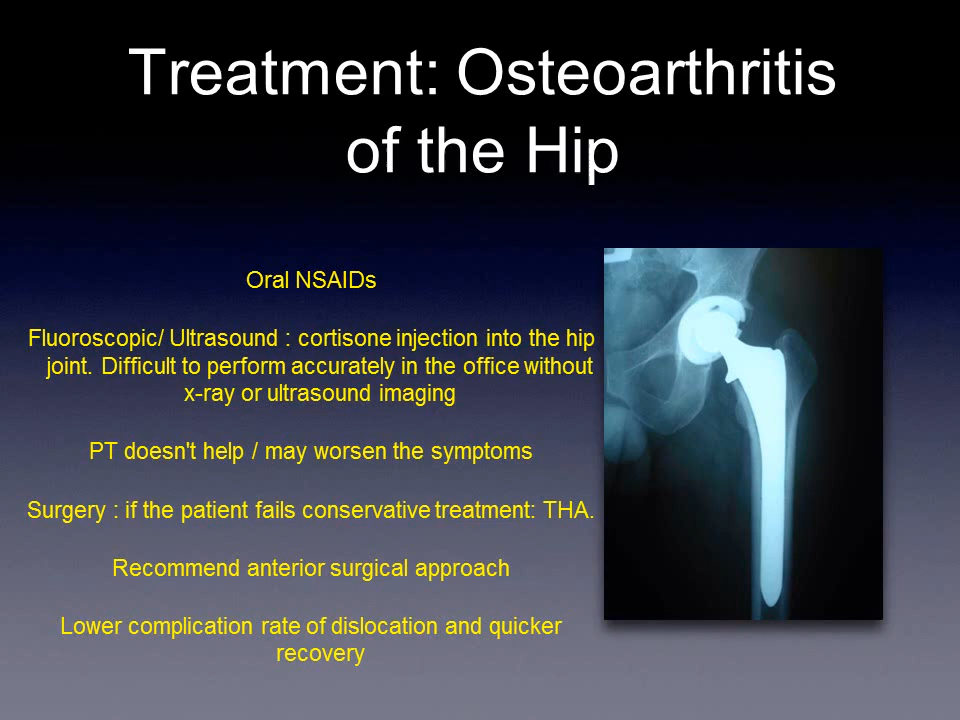 Treatment: Osteoarthritis
of the Hip
Oral NSAIDs
Fluoroscopic/ Ultrasound : cortisone injection into the hip
joint. Difficult to perform accurately in the office without
x-ray or ultrasound imaging
PT doesn't help / may worsen the symptoms
Surgery : if the patient fails conservative treatment: THA.
Recommend anterior surgical approach
Lower complication rate of dislocation and quicker
recovery